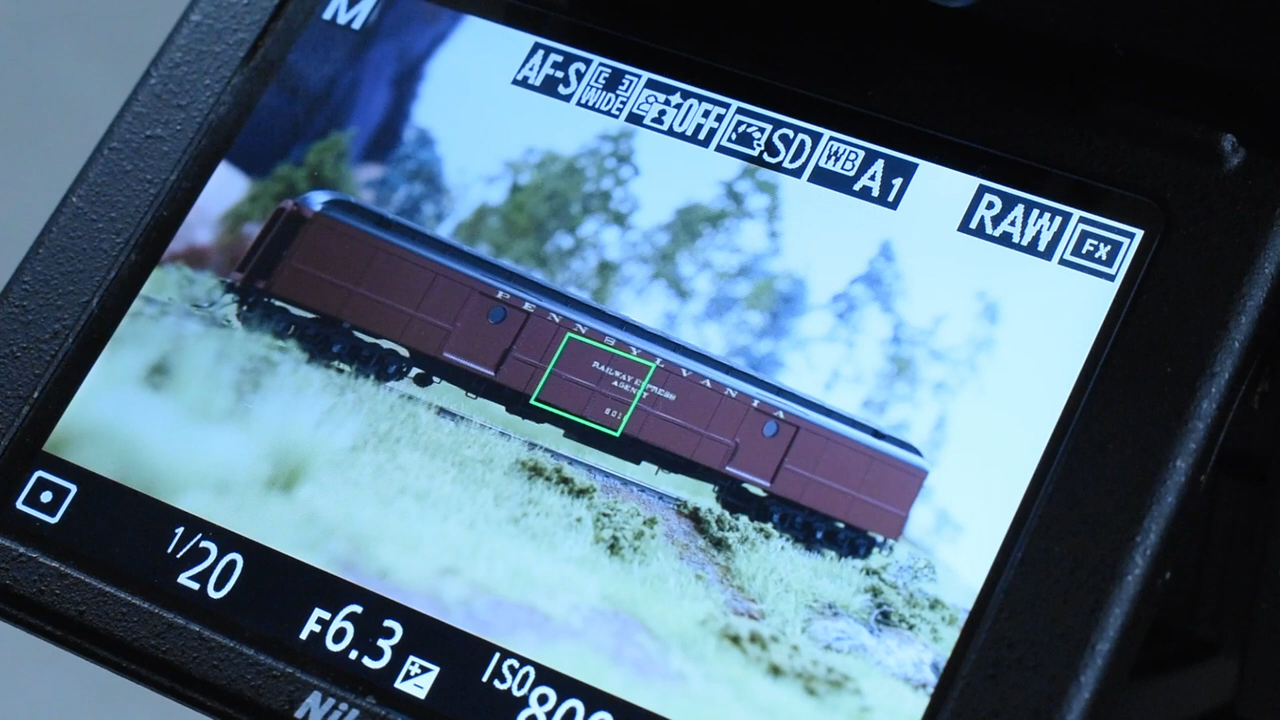 M
AF-S
WIDE
OFF
SD
WB A1
RAW
FX
PENNSYLVANIA
RAILWAY EXPRESS
AGENCY
1/20
F6.3
ISO